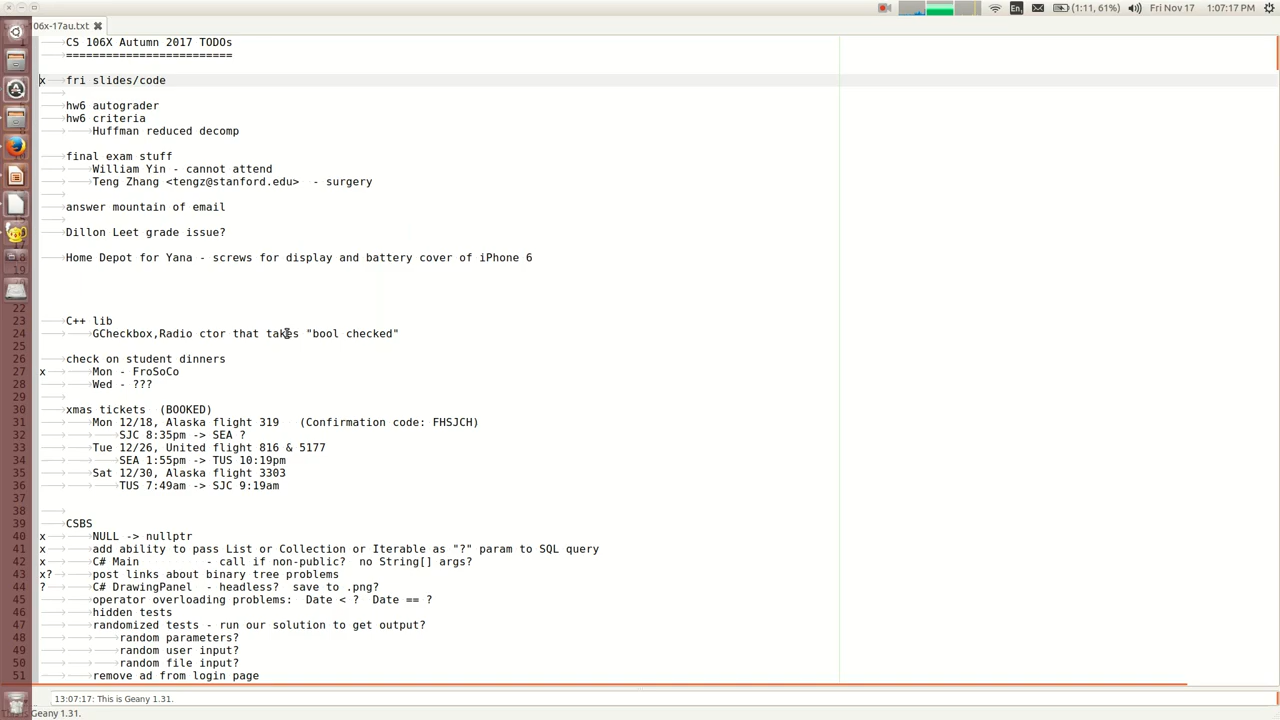 (1:11, 61%) Fri Nov 17 1:07:17 PM
En
06x-17au.txt
CS 106X Autumn 2017 TODOs
=========================
x fri slides/code
hw6 autograder
hw6 criteria
Huffman reduced decomp
final exam stuff
William Yin - cannot attend
Teng Zhang <tengz@stanford.edu> - surgery
answer mountain of email
Dillon Leet grade issue?
18 Home Depot for Yana - screws for display and battery cover of iPhone 6
19
22
23 C++ lib
24 GCheckbox,Radio ctor that takes "bool checked"
25
26 check on student dinners
27 x Mon - FroSoCo
28 Wed - ???
29
30 xmas tickets (BOOKED)
31 Mon 12/18, Alaska flight 319 (Confirmation code: FHSJCH)
32 SJC 8:35pm -> SEA ?
33 Tue 12/26, United flight 816 & 5177
34 SEA 1:55pm -> TUS 10:19pm
35 Sat 12/30, Alaska flight 3303
36 TUS 7:49am -> SJC 9:19am
37
38
39 CSBS
40 x NULL -> nullptr
41 x add ability to pass List or Collection or Iterable as "?" param to SQL query
42 x C# Main - call if non-public? no String[] args?
43 x? post links about binary tree problems
44 ? C# DrawingPanel - headless? save to .png?
45 operator overloading problems: Date < ? Date == ?
46 hidden tests
47 randomized tests - run our solution to get output?
48 random parameters?
49 random user input?
50 random file input?
51 remove ad from login page
13:07:17: This is Geany 1.31.
Geany 1.31.